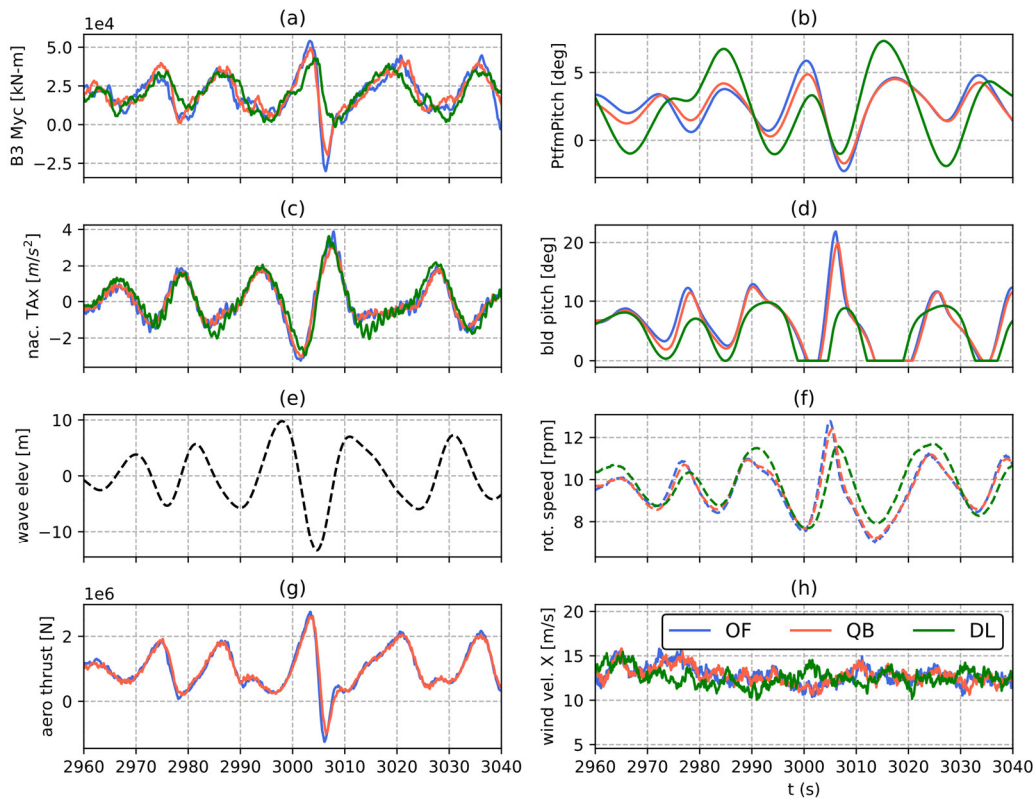 (a)
1e4
B3 Myc [kN-m]
5.0
2.5
0.0
−2.5
(b)
PtfmPitch [deg]
5
0
(c)
nac. TAx [m/s²]
4
2
0
−2
(d)
bld pitch [deg]
20
10
0
(e)
wave elev [m]
10
0
−10
(f)
rot. speed [rpm]
12
10
8
(g)
1e6
aero thrust [N]
2
0
2960 2970 2980 2990 3000 3010 3020 3030 3040
(h)
wind vel. X [m/s]
20
15
10
5
OF QB DL
2960 2970 2980 2990 3000 3010 3020 3030 3040
t (s)